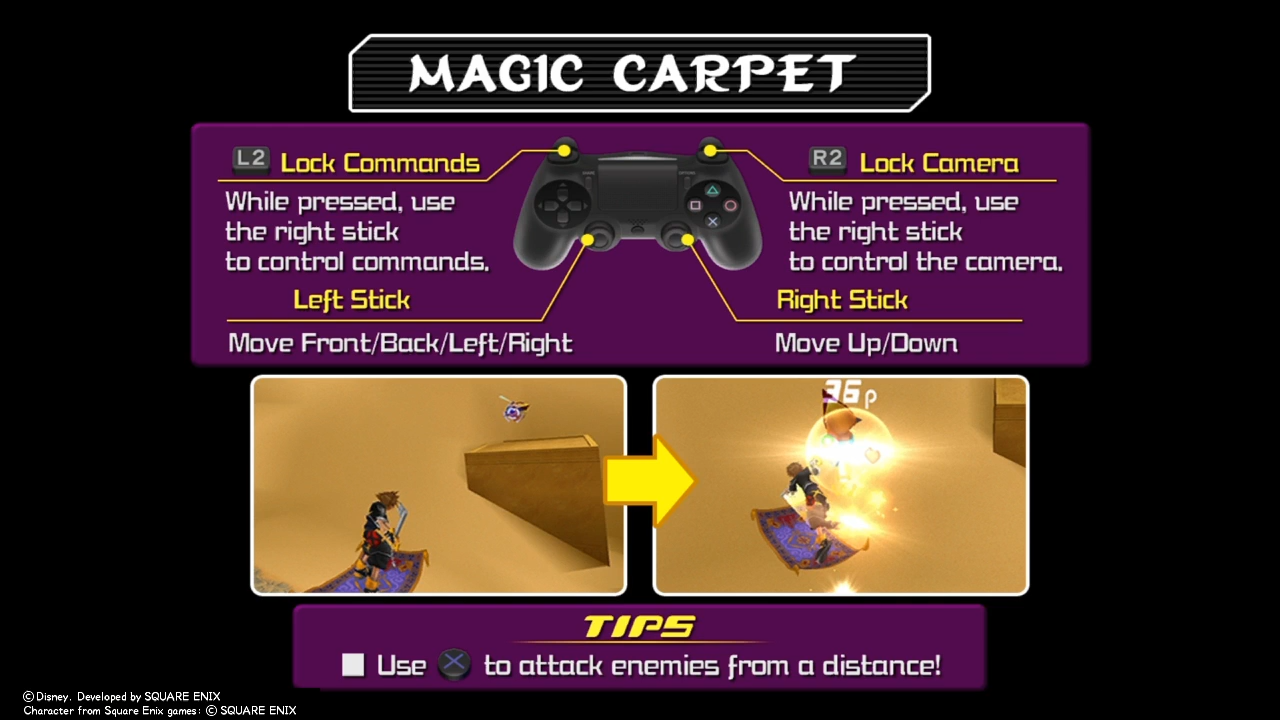 MAGIC CARPET
L2 Lock Commands
While pressed, use
the right stick
to control commands.
Left Stick
Move Front/Back/Left/Right
R2 Lock Camera
While pressed, use
the right stick
to control the camera.
Right Stick
Move Up/Down
36p
TIPS
Use to attack enemies from a distance!
©Disney. Developed by SQUARE ENIX
Character from Square Enix games: © SQUARE ENIX